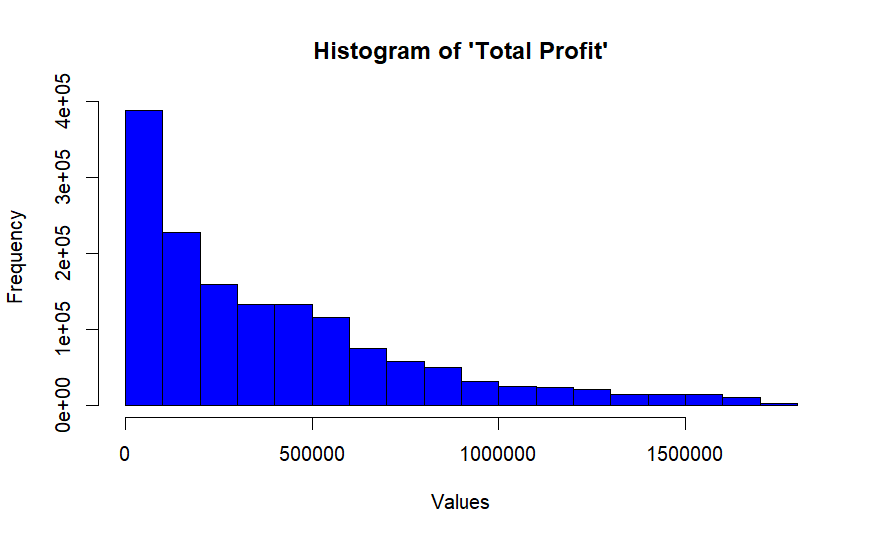 Histogram of 'Total Profit'
Frequency
4e+05
3e+05
2e+05
1e+05
0e+00
0
500000
1000000
1500000
Values